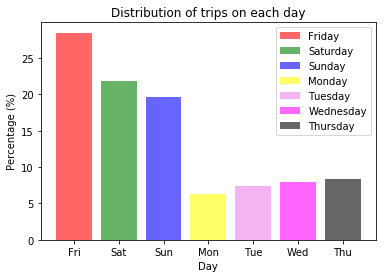 Distribution of trips on each day
Percentage (%)
25
20
15
10
5
0
Fri Sat Sun Mon Tue Wed Thu
Day
Friday
Saturday
Sunday
Monday
Tuesday
Wednesday
Thursday